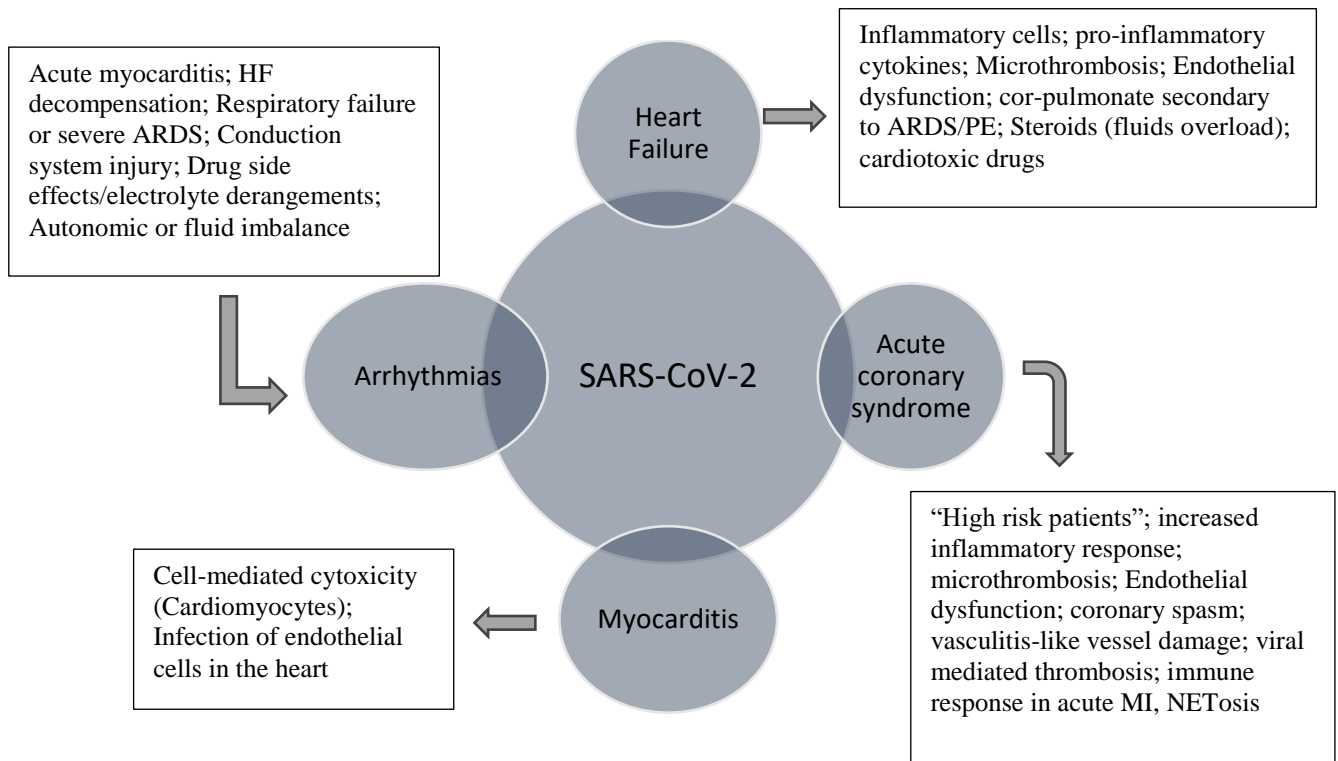 Acute myocarditis; HF
decompensation; Respiratory failure
or severe ARDS; Conduction
system injury; Drug side
effects/electrolyte derangements;
Autonomic or fluid imbalance
Heart
Failure
Inflammatory cells; pro-inflammatory
cytokines; Microthrombosis; Endothelial
dysfunction; cor-pulmonate secondary
to ARDS/PE; Steroids (fluids overload);
cardiotoxic drugs
Arrhythmias
SARS-CoV-2
Acute
coronary
syndrome
Cell-mediated cytoxicity
(Cardiomyocytes);
Infection of endothelial
cells in the heart
Myocarditis
“High risk patients”; increased
inflammatory response;
microthrombosis; Endothelial
dysfunction; coronary spasm;
vasculitis-like vessel damage; viral
mediated thrombosis; immune
response in acute MI, NETosis